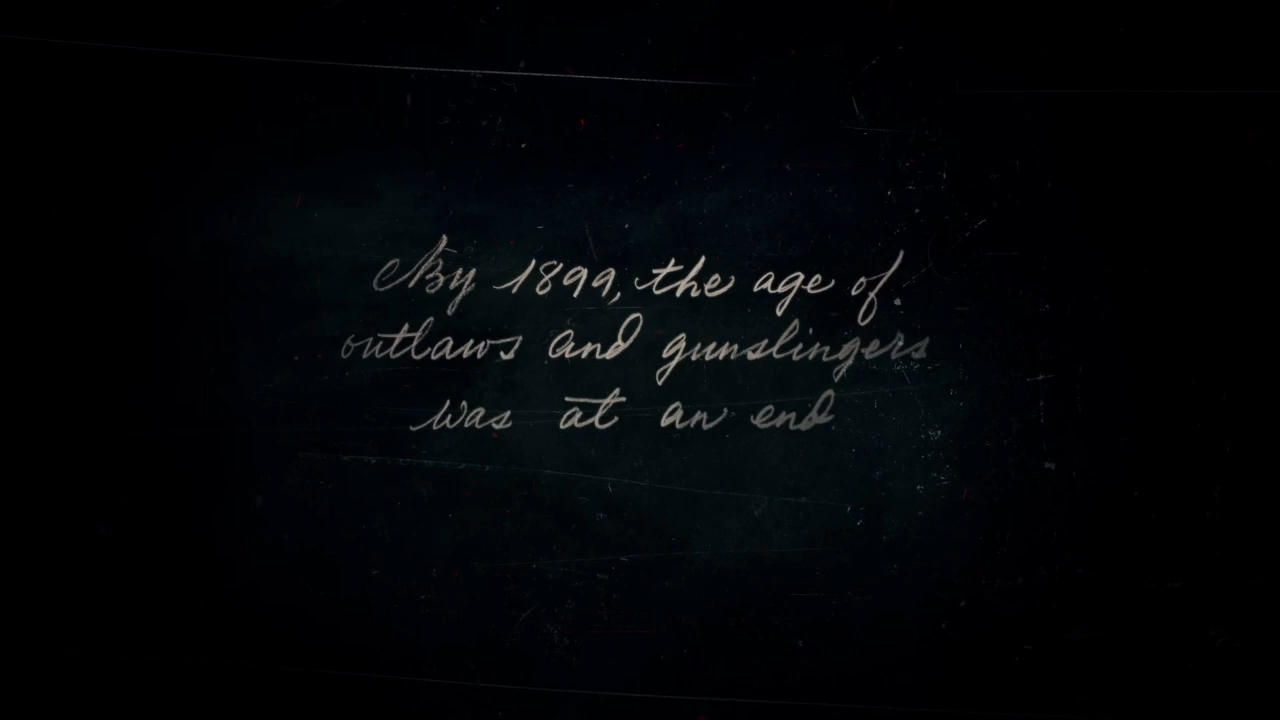 By 1899, the age of
outlaws and gunslingers
was at an end